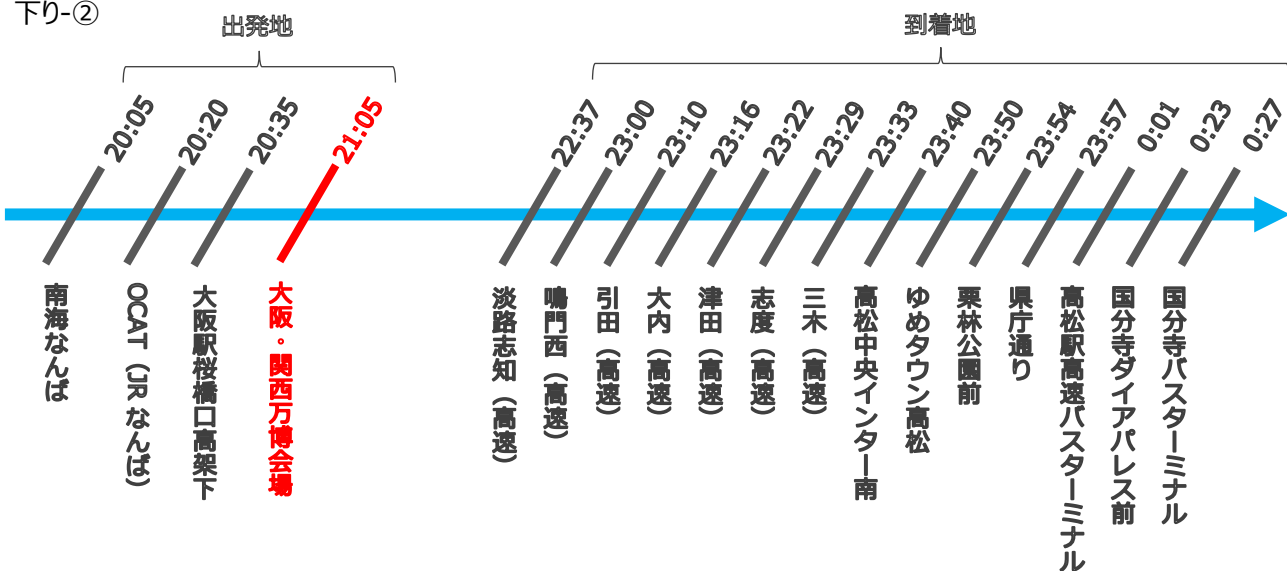 下り-②
出発地
到着地
20:05
20:20
20:35
21:05
22:37
23:00
23:10
23:16
23:22
23:29
23:33
23:40
23:50
23:54
23:57
0:01
0:23
0:27
南海なんば
OCAT（JRなんば）
大阪駅桜橋口高架下
大阪・関西万博会場
淡路志知（高速）
鳴門西（高速）
引田（高速）
大内（高速）
津田（高速）
志度（高速）
三木（高速）
高松中央インター南
ゆめタウン高松
栗林公園前
県庁通り
高松駅高速バスターミナル
国分寺ダイアパレス前
国分寺バスターミナル